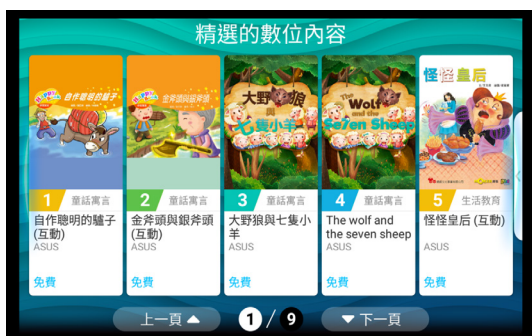 精選的數位內容
自作聰明的驢子
金斧頭與銀斧頭
大野狼
與
七隻小羊
The
Wolf
and the
Se7en Sheep
怪怪皇后
1 童話寓言
自作聰明的驢子
(互動)
ASUS
免費
2 童話寓言
金斧頭與銀斧頭
(互動)
ASUS
免費
3 童話寓言
大野狼與七隻小
羊
ASUS
免費
4 童話寓言
The wolf and
the seven sheep
ASUS
免費
5 生活教育
怪怪皇后 (互動)
ASUS
免費
上一頁 ▲ 1 / 9 ▼ 下一頁